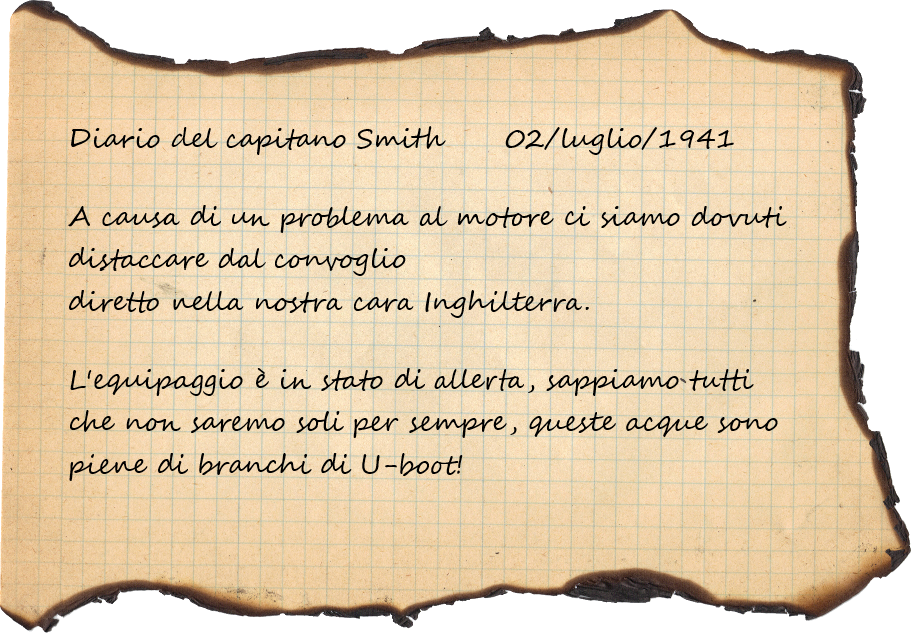 Diario del capitano Smith 02/luglio/1941
A causa di un problema al motore ci siamo dovuti
distaccare dal convoglio
diretto nella nostra cara Inghilterra.
L'equipaggio è in stato di allerta, sappiamo tutti
che non saremo soli per sempre, queste acque sono
piene di branchi di U-boot!